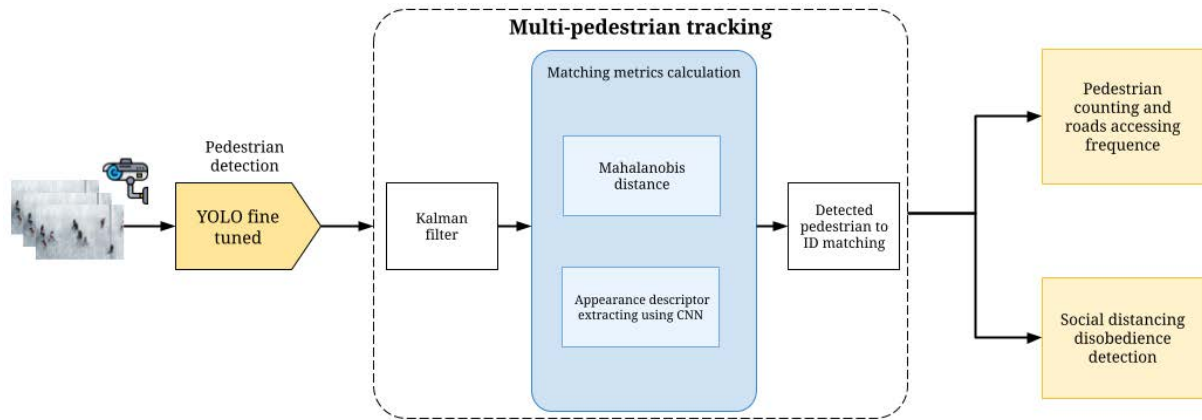 Multi-pedestrian tracking
Matching metrics calculation
Pedestrian
detection
YOLO fine
tuned
Kalman
filter
Mahalanobis
distance
Appearance descriptor
extracting using CNN
Detected
pedestrian to
ID matching
Pedestrian
counting and
roads accessing
frequence
Social distancing
disobedience
detection